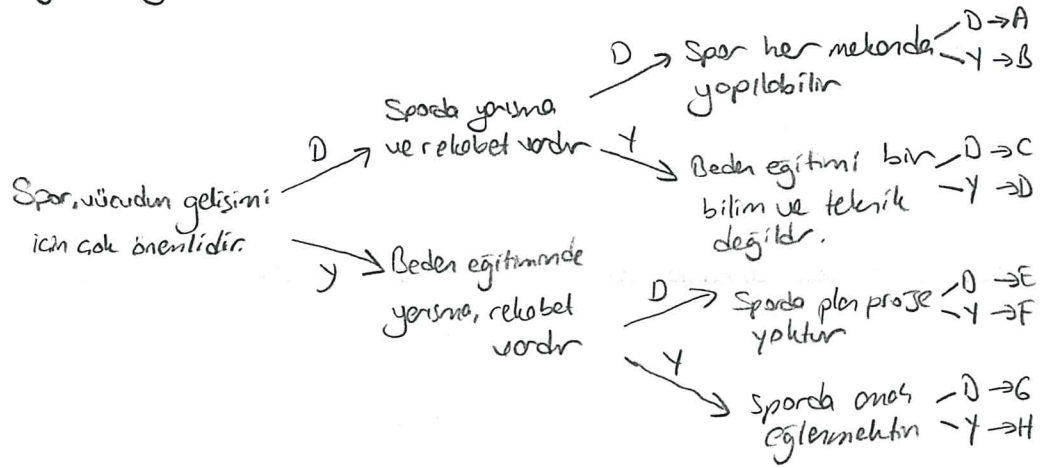 D
Spor her mekanda
yapılabilir
D → A
Y → B
Sporda yarışma
ve rekabet vardır
D
Y
Beden eğitimi bir
bilim ve teknik
değildir.
D → C
Y → D
Spor, vücudun gelişimi
için çok önemlidir.
Y
Beden eğitiminde
yarışma, rekabet
vardır
D
Sporda plan proje
yoktur
D → E
Y → F
Y
Sporda amaç
eğlenmektir
D → G
Y → H